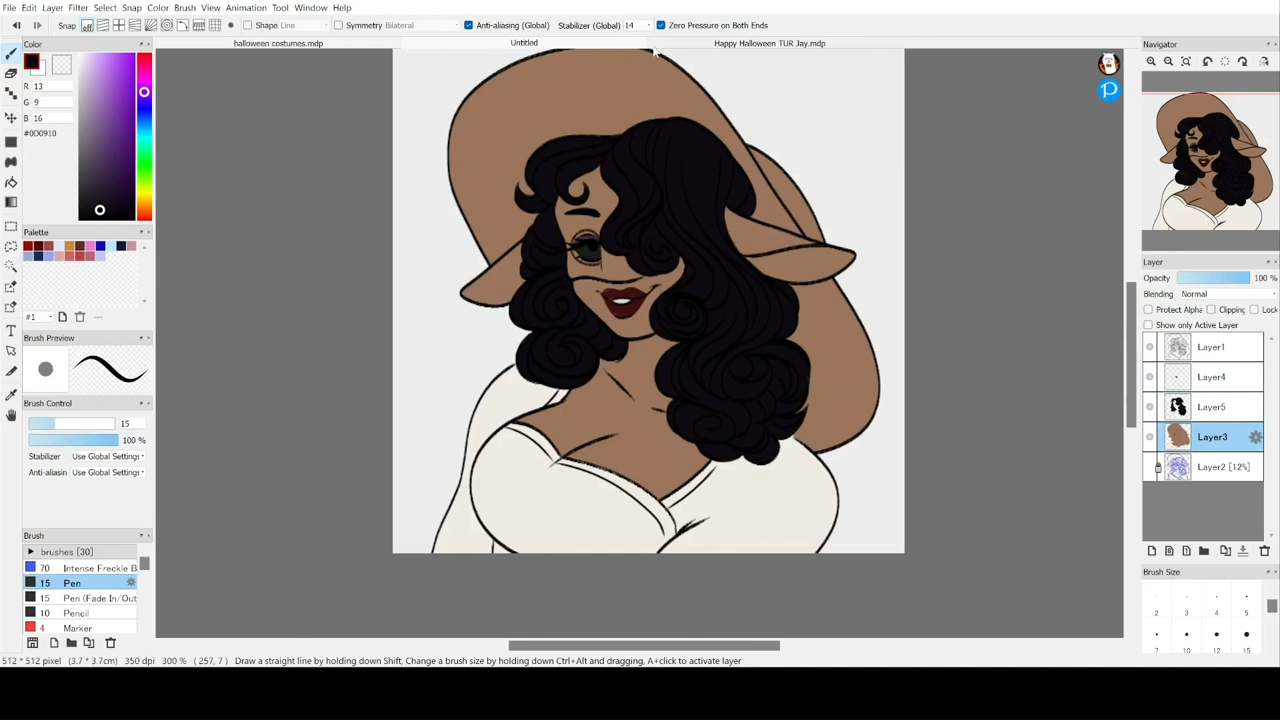 File Edit Layer Filter Select Snap Color Brush View Animation Tool Window Help
Snap off Shape Line Symmetry Bilateral Anti-aliasing (Global) Stabilizer (Global) 14 Zero Pressure on Both Ends
halloween costumes.mdp Untitled Happy Halloween TUR Jay.mdp
Color
R 13
G 9
B 16
#0D0910
Palette
#1
Brush Preview
Brush Control
15
100 %
Stabilizer Use Global Settings
Anti-aliasin Use Global Settings
Brush
brushes [30]
70 Intense Freckle B
15 Pen
15 Pen (Fade In/Out
10 Pencil
4 Marker
Navigator
Layer
Opacity 100 %
Blending Normal
Protect Alpha Clipping Lock
Show only Active Layer
Layer1
Layer4
Layer5
Layer3
Layer2 [12%]
Brush Size
2 3 4 5
7 10 12 15
512 * 512 pixel (3.7 * 3.7cm) 350 dpi 300 % ( 257, 7 ) Draw a straight line by holding down Shift, Change a brush size by holding down Ctrl+Alt and dragging, A+click to activate layer